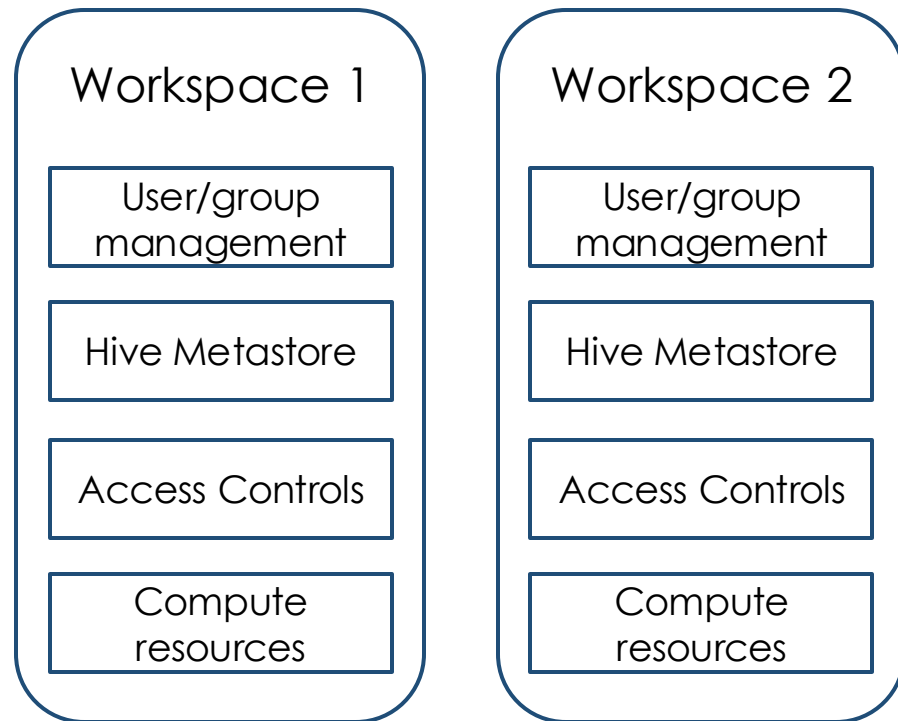 Workspace 1
User/group
management
Hive Metastore
Access Controls
Compute
resources
Workspace 2
User/group
management
Hive Metastore
Access Controls
Compute
resources